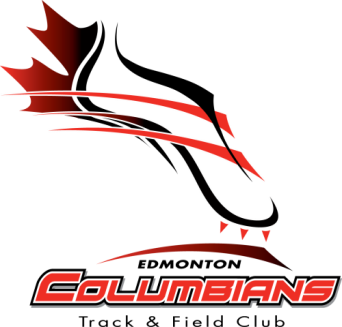 EDMONTON
COLUMBIANS
Track & Field Club